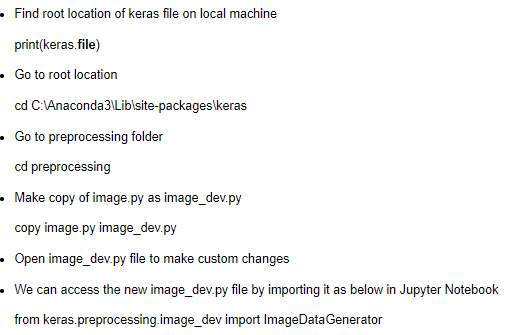 Find root location of keras file on local machine
print(keras.file)
Go to root location
cd C:\Anaconda3\Lib\site-packages\keras
Go to preprocessing folder
cd preprocessing
Make copy of image.py as image_dev.py
copy image.py image_dev.py
Open image_dev.py file to make custom changes
We can access the new image_dev.py file by importing it as below in Jupyter Notebook
from keras.preprocessing.image_dev import ImageDataGenerator